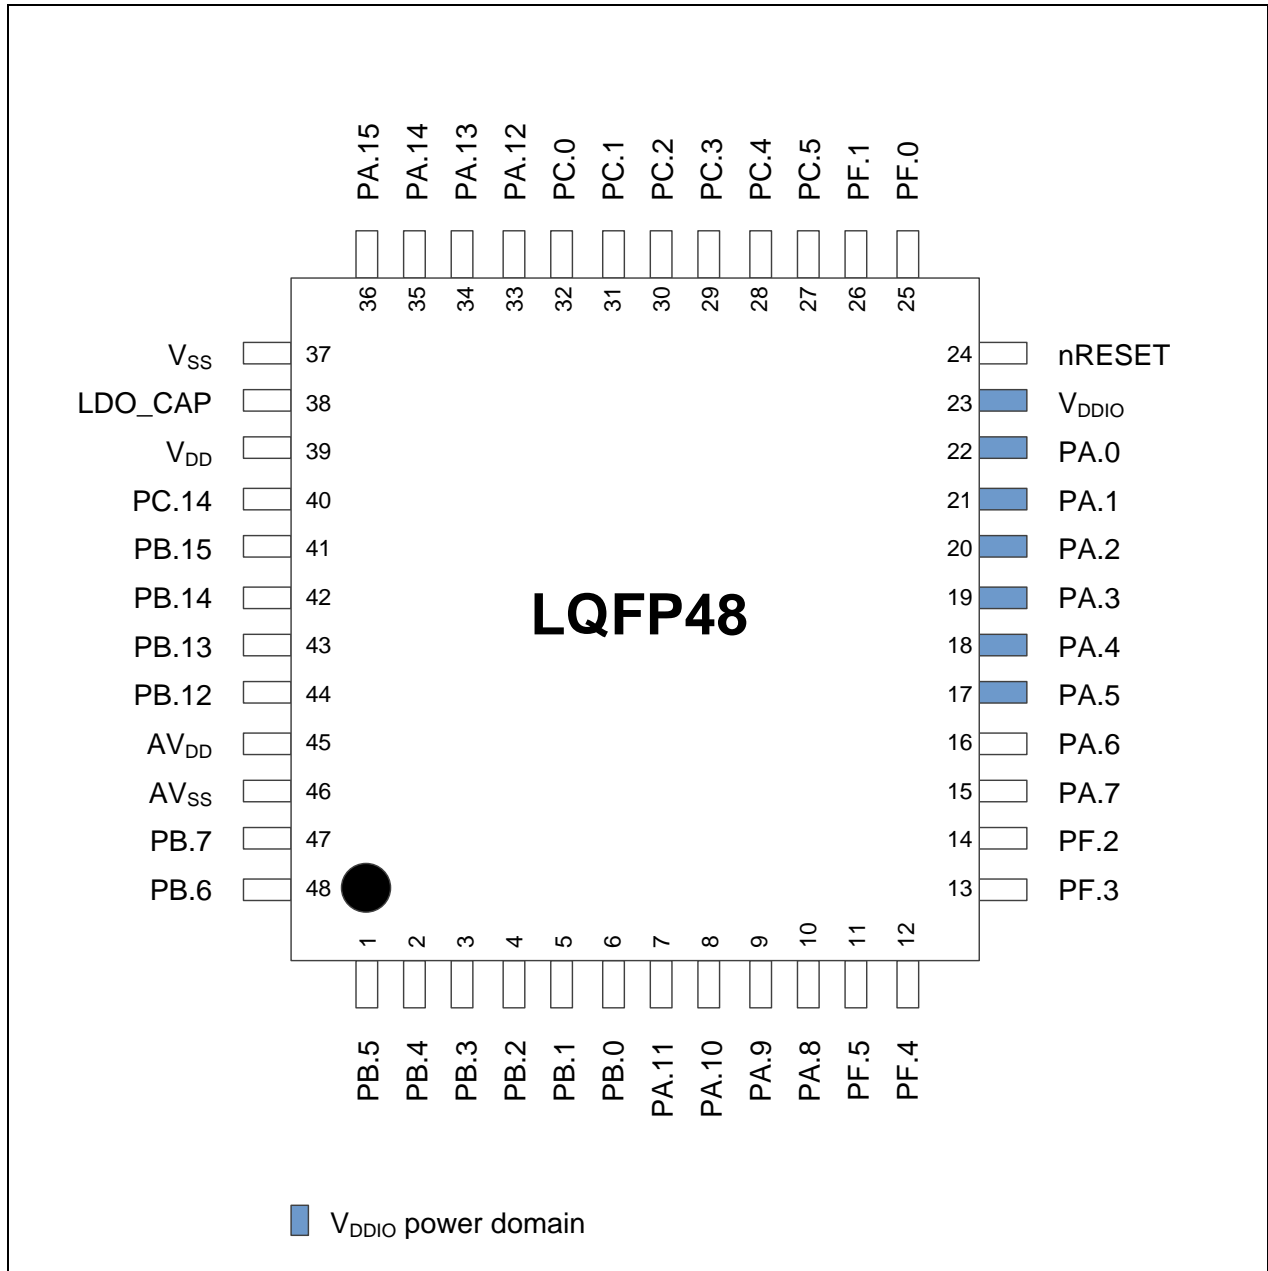 PA.15
PA.14
PA.13
PA.12
PC.0
PC.1
PC.2
PC.3
PC.4
PC.5
PF.1
PF.0
36
35
34
33
32
31
30
29
28
27
26
25
VSS 37
LDO_CAP 38
VDD 39
PC.14 40
PB.15 41
PB.14 42
PB.13 43
PB.12 44
AVDD 45
AVSS 46
PB.7 47
PB.6 48
LQFP48
24 nRESET
23 VDDIO
22 PA.0
21 PA.1
20 PA.2
19 PA.3
18 PA.4
17 PA.5
16 PA.6
15 PA.7
14 PF.2
13 PF.3
1
2
3
4
5
6
7
8
9
10
11
12
PB.5
PB.4
PB.3
PB.2
PB.1
PB.0
PA.11
PA.10
PA.9
PA.8
PF.5
PF.4
VDDIO power domain